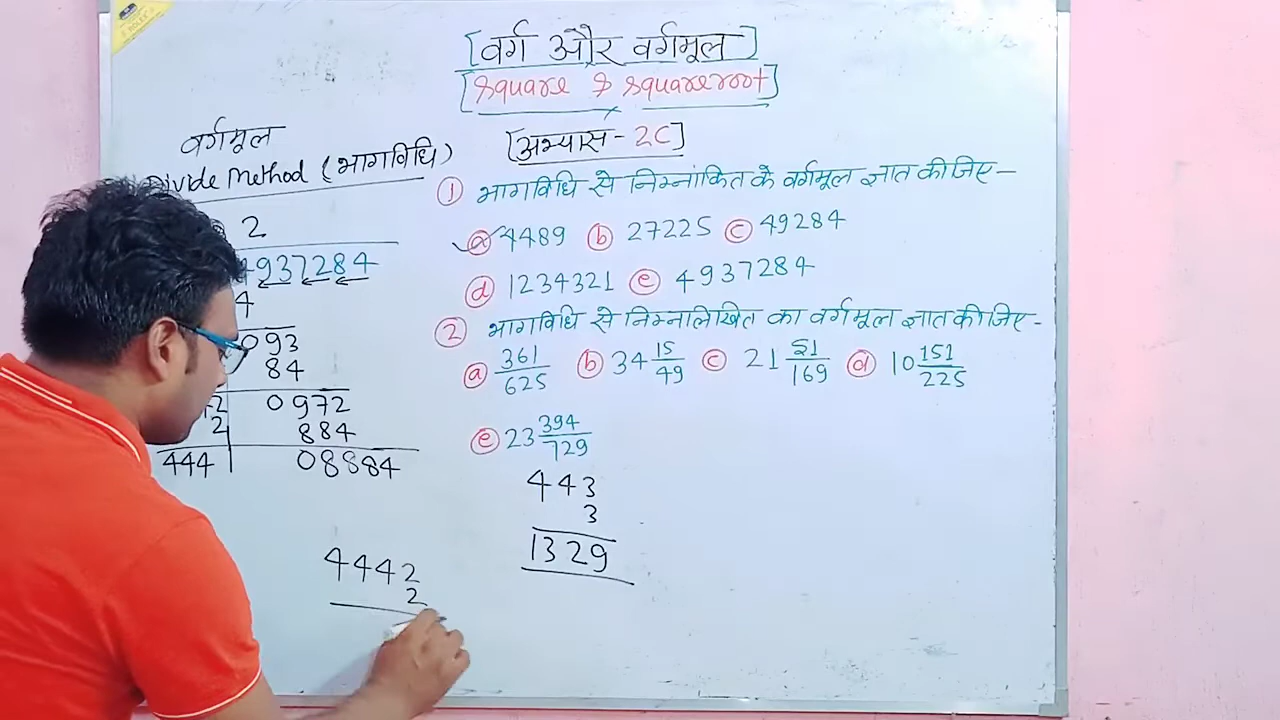 [वर्ग और वर्गमूल]
[Square & Squareroot]
[अभ्यास - 2C]
वर्गमूल
Divide Method (भागविधि)
2
4937284
4
093
84
0972
2
884
444
08884
4442
2
① भागविधि से निम्नांकित के वर्गमूल ज्ञात कीजिए -
ⓐ 4489 ⓑ 27225 ⓒ 49284
ⓓ 1234321 ⓔ 4937284
② भागविधि से निम्नलिखित का वर्गमूल ज्ञात कीजिए -
ⓐ 361/625 ⓑ 34 15/49 ⓒ 21 51/169 ⓓ 10 151/225
ⓔ 23 394/729
443
3
1329